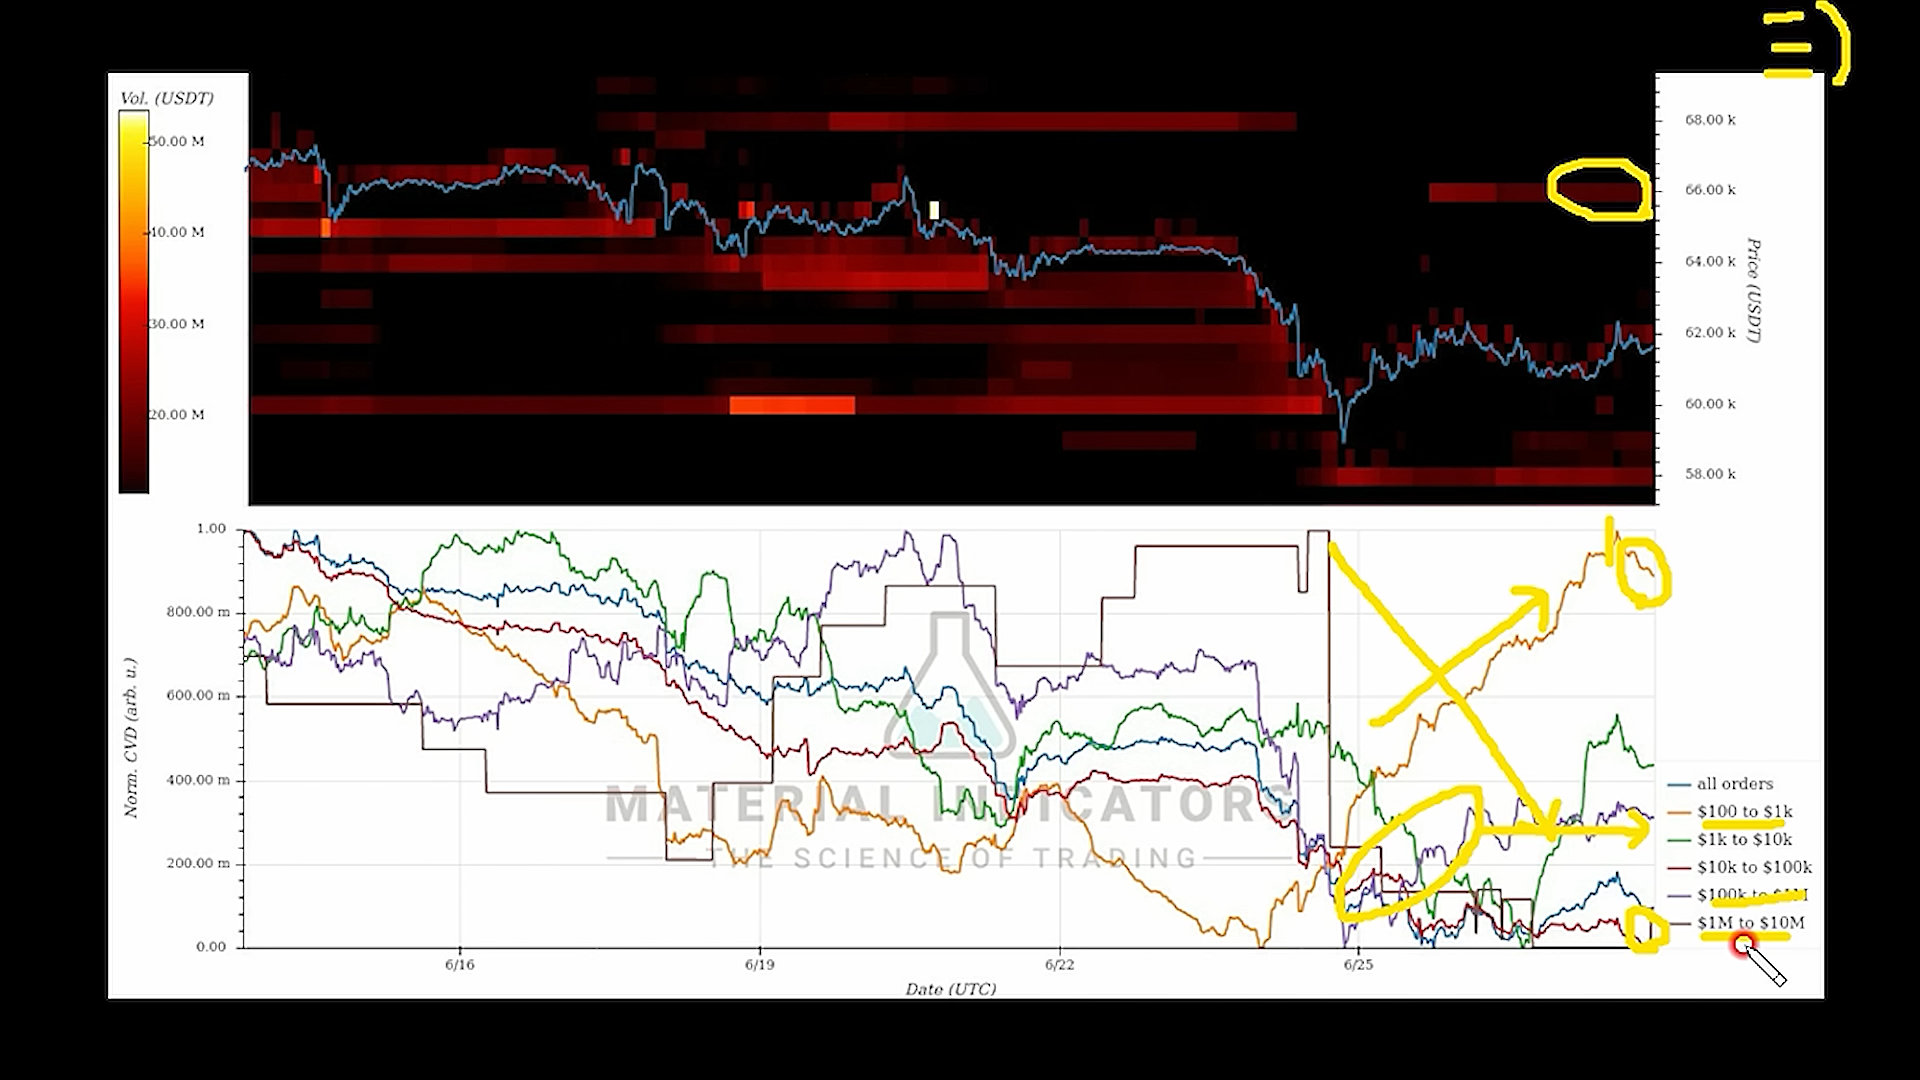 Vol. (USDT)
50.00 M
40.00 M
30.00 M
20.00 M
68.00 k
66.00 k
64.00 k
62.00 k
60.00 k
58.00 k
Price (USDT)
1.00
800.00 m
600.00 m
400.00 m
200.00 m
0.00
Norm. CVD (arb. u.)
MATERIAL INDICATORS
THE SCIENCE OF TRADING
all orders
$100 to $1k
$1k to $10k
$10k to $100k
$100k to $1M
$1M to $10M
6/16
6/19
6/22
6/25
Date (UTC)